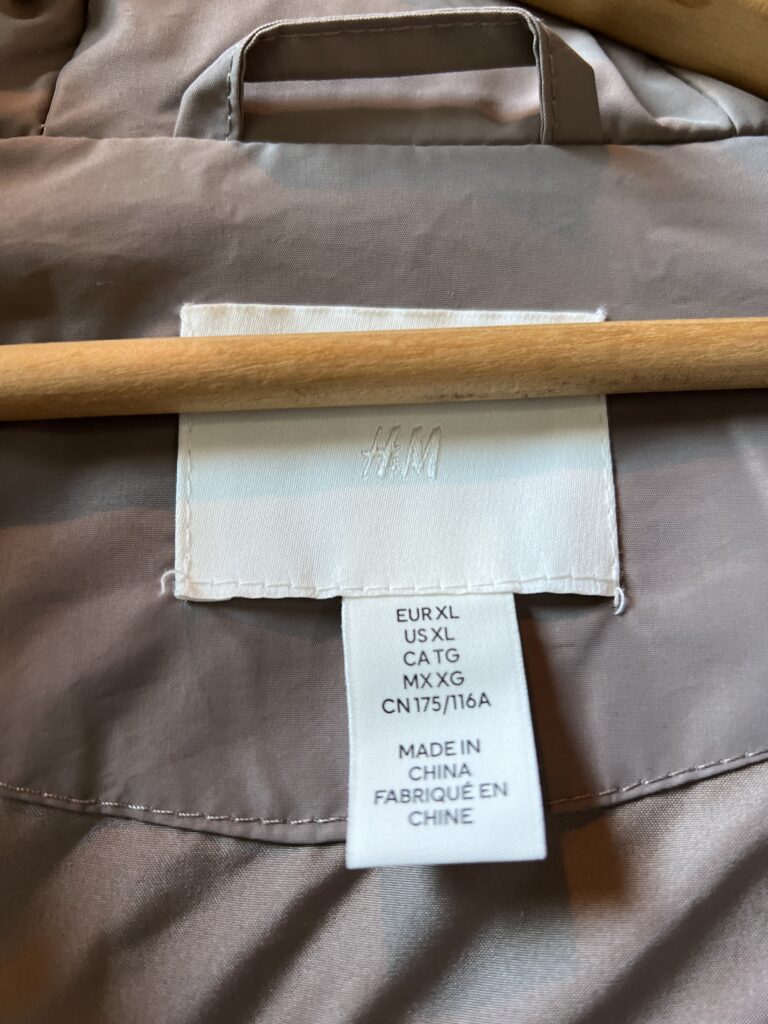 H&M
EUR XL
US XL
CA TG
MX XG
CN 175/116A
MADE IN
CHINA
FABRIQUÉ EN
CHINE